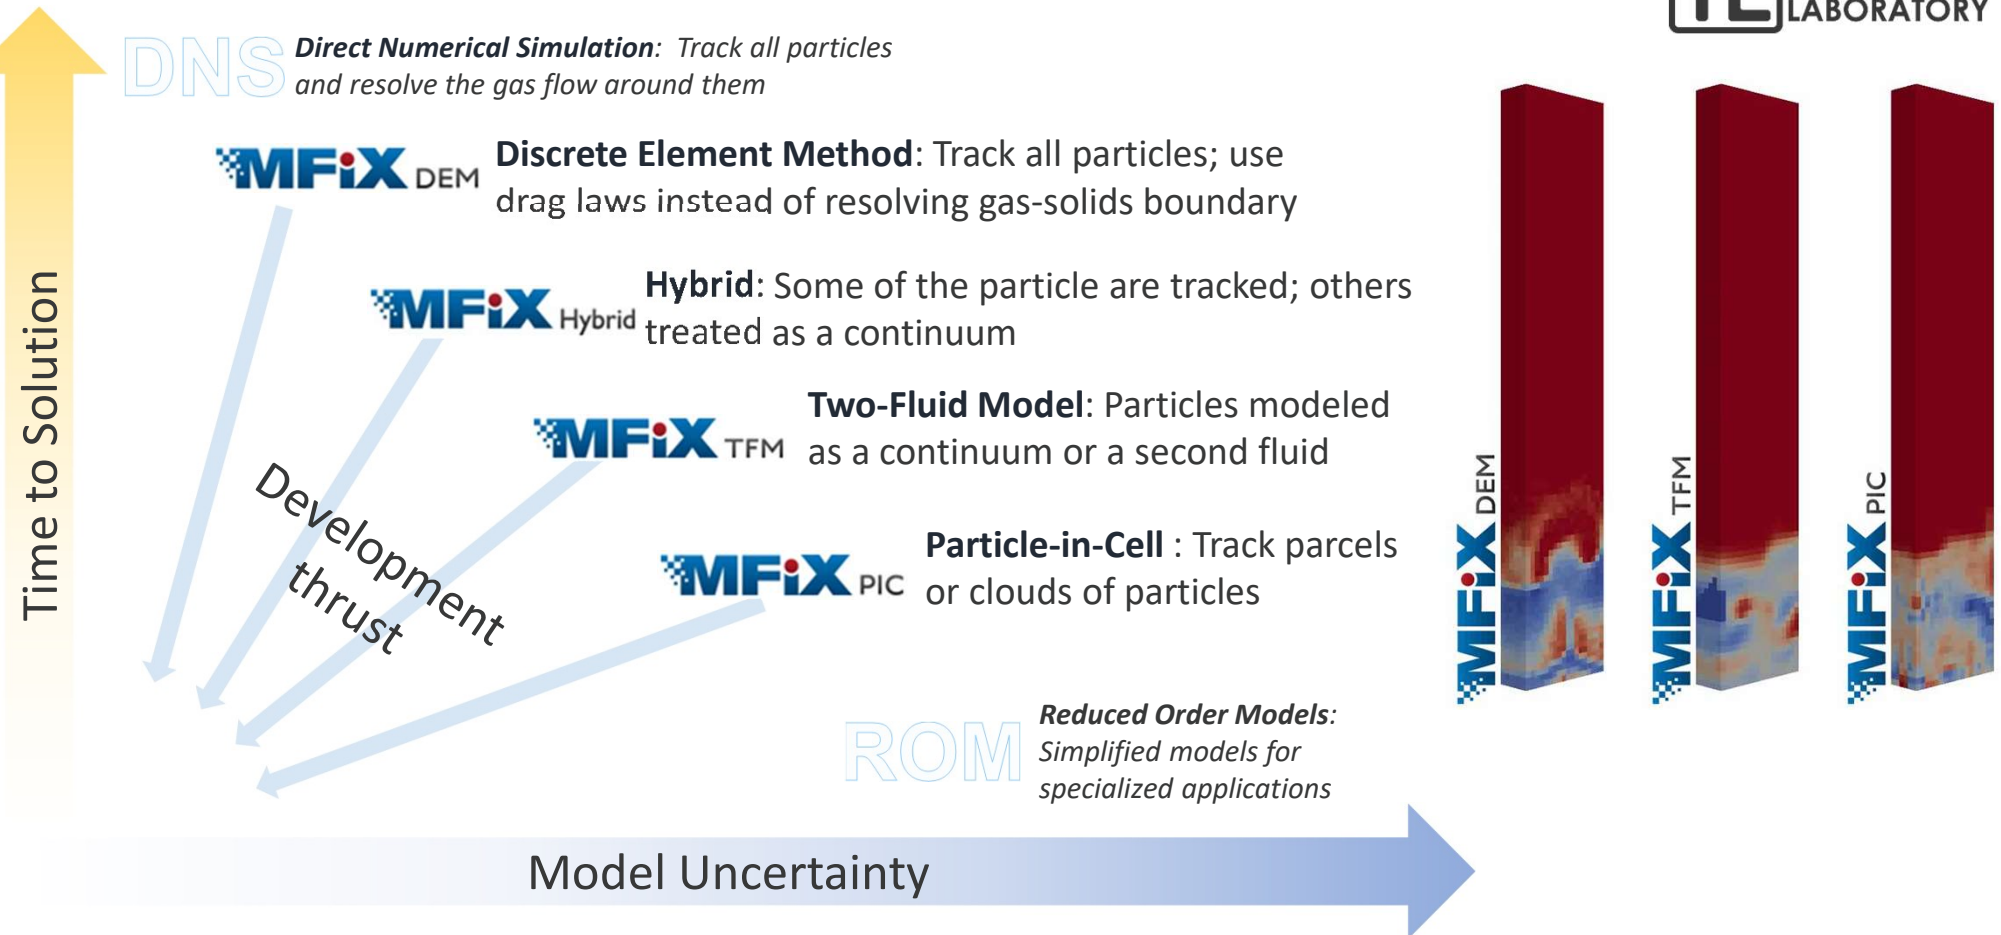 TL LABORATORY
DNS
Direct Numerical Simulation: Track all particles
and resolve the gas flow around them
MFiX DEM
Discrete Element Method: Track all particles; use
drag laws instead of resolving gas-solids boundary
MFiX Hybrid
Hybrid: Some of the particle are tracked; others
treated as a continuum
MFiX TFM
Two-Fluid Model: Particles modeled
as a continuum or a second fluid
MFiX PIC
Particle-in-Cell : Track parcels
or clouds of particles
ROM
Reduced Order Models:
Simplified models for
specialized applications
Time to Solution
Development
thrust
Model Uncertainty
MFiX DEM
MFiX TFM
MFiX PIC